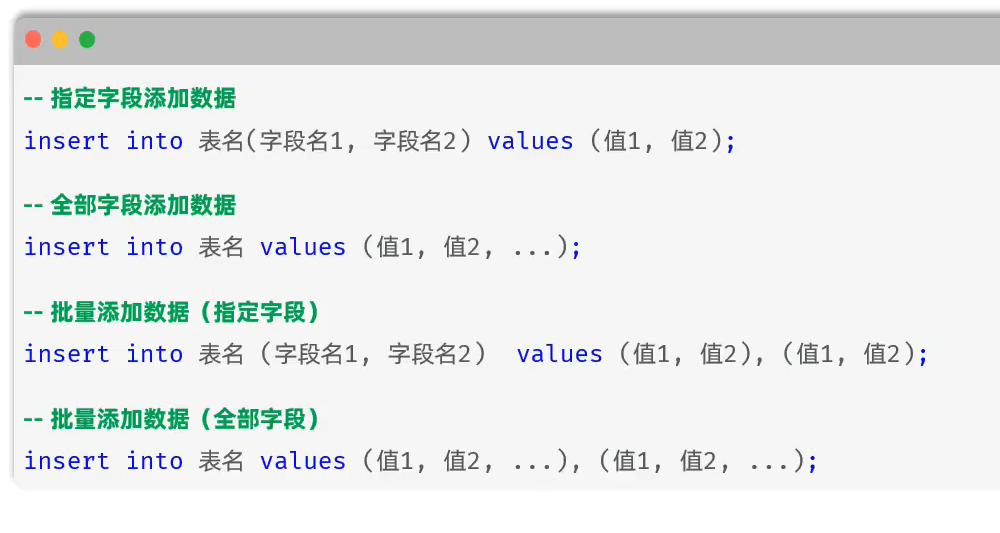 -- 指定字段添加数据
insert into 表名(字段名1, 字段名2) values (值1, 值2);
-- 全部字段添加数据
insert into 表名 values (值1, 值2, ...);
-- 批量添加数据（指定字段）
insert into 表名 (字段名1, 字段名2)  values (值1, 值2), (值1, 值2);
-- 批量添加数据（全部字段）
insert into 表名 values (值1, 值2, ...), (值1, 值2, ...);